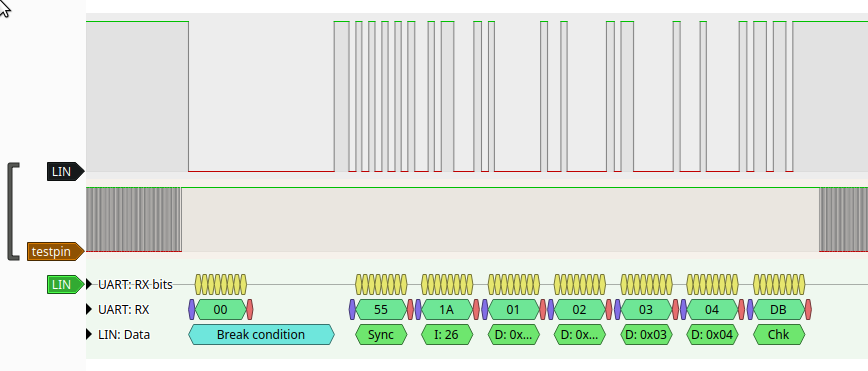 LIN
testpin
LIN
UART: RX bits
UART: RX 00 55 1A 01 02 03 04 DB
LIN: Data Break condition Sync I: 26 D: 0x... D: 0x... D: 0x03 D: 0x04 Chk